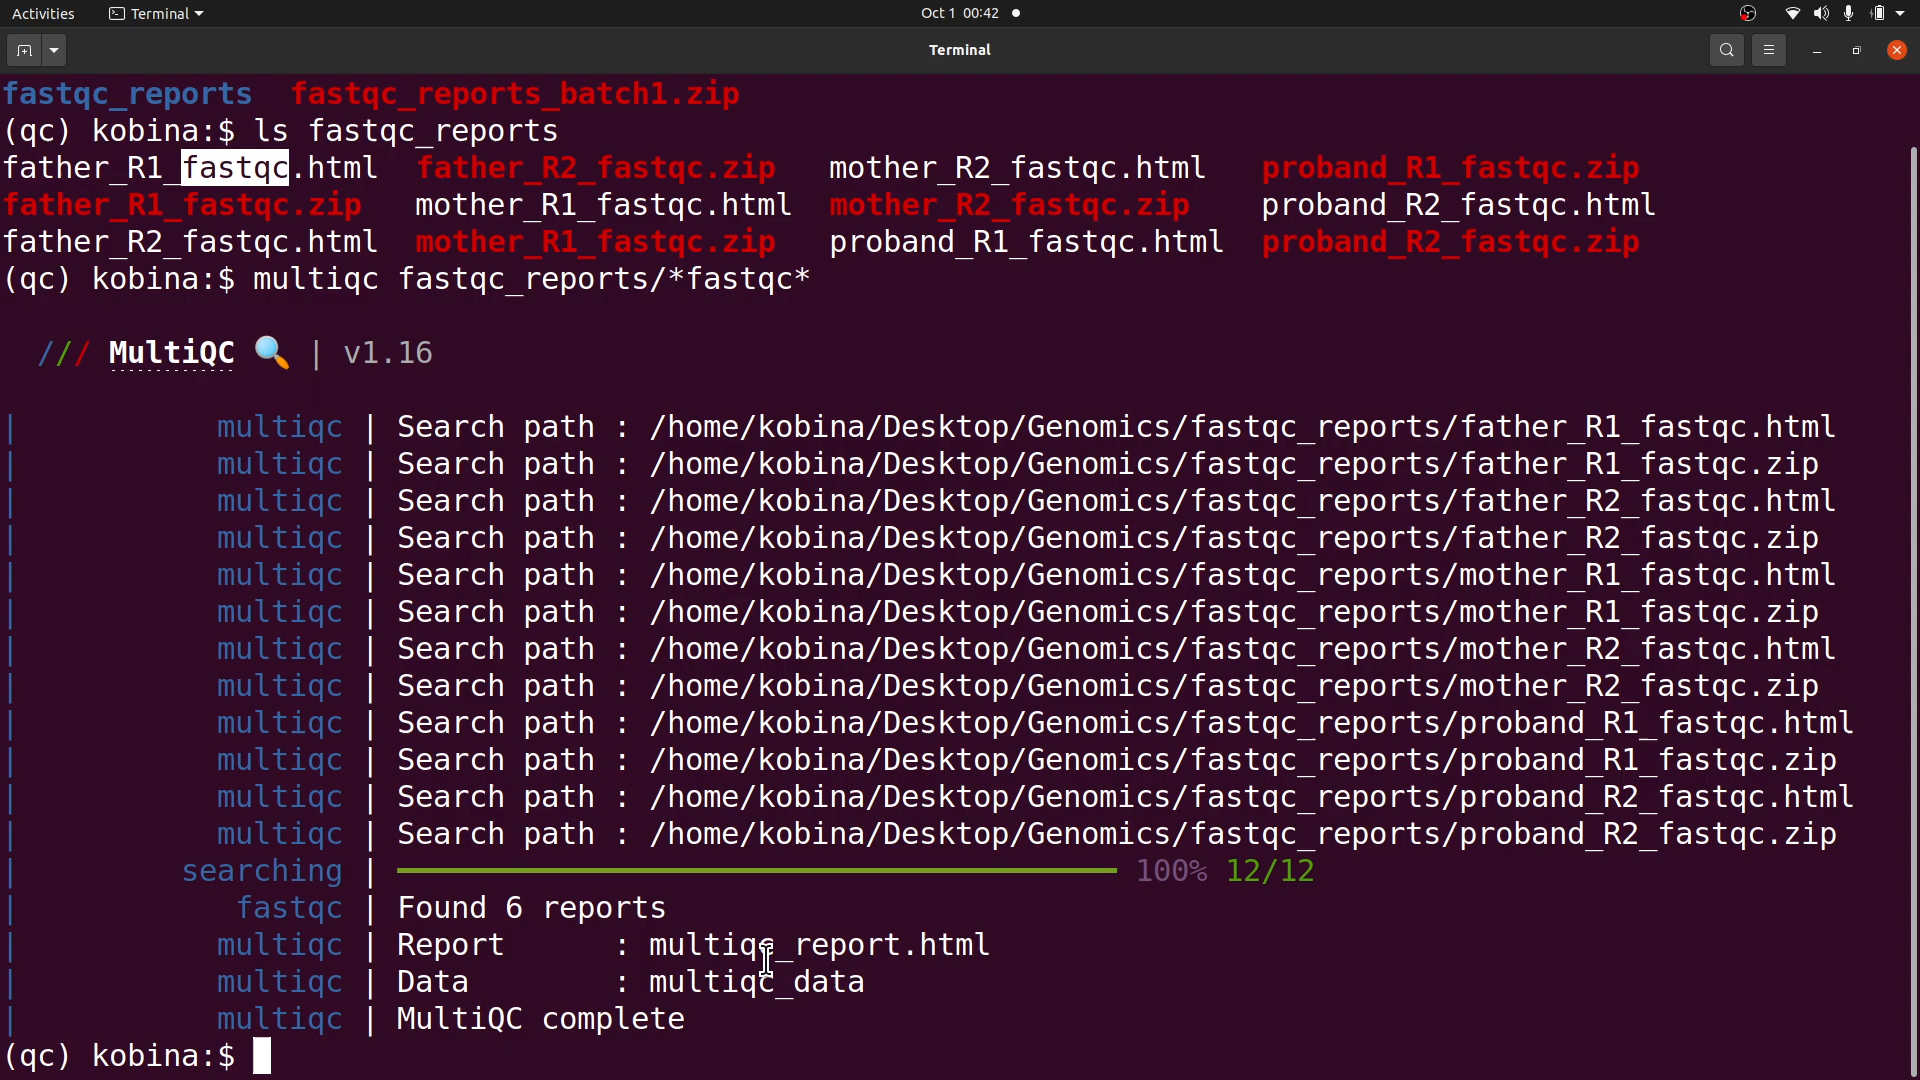 Activities Terminal Oct 1 00:42
Terminal
fastqc_reports fastqc_reports_batch1.zip
(qc) kobina:$ ls fastqc_reports
father_R1_fastqc.html father_R2_fastqc.zip mother_R2_fastqc.html proband_R1_fastqc.zip
father_R1_fastqc.zip mother_R1_fastqc.html mother_R2_fastqc.zip proband_R2_fastqc.html
father_R2_fastqc.html mother_R1_fastqc.zip proband_R1_fastqc.html proband_R2_fastqc.zip
(qc) kobina:$ multiqc fastqc_reports/*fastqc*
/// MultiQC 🔍 | v1.16
| multiqc | Search path : /home/kobina/Desktop/Genomics/fastqc_reports/father_R1_fastqc.html
| multiqc | Search path : /home/kobina/Desktop/Genomics/fastqc_reports/father_R1_fastqc.zip
| multiqc | Search path : /home/kobina/Desktop/Genomics/fastqc_reports/father_R2_fastqc.html
| multiqc | Search path : /home/kobina/Desktop/Genomics/fastqc_reports/father_R2_fastqc.zip
| multiqc | Search path : /home/kobina/Desktop/Genomics/fastqc_reports/mother_R1_fastqc.html
| multiqc | Search path : /home/kobina/Desktop/Genomics/fastqc_reports/mother_R1_fastqc.zip
| multiqc | Search path : /home/kobina/Desktop/Genomics/fastqc_reports/mother_R2_fastqc.html
| multiqc | Search path : /home/kobina/Desktop/Genomics/fastqc_reports/mother_R2_fastqc.zip
| multiqc | Search path : /home/kobina/Desktop/Genomics/fastqc_reports/proband_R1_fastqc.html
| multiqc | Search path : /home/kobina/Desktop/Genomics/fastqc_reports/proband_R1_fastqc.zip
| multiqc | Search path : /home/kobina/Desktop/Genomics/fastqc_reports/proband_R2_fastqc.html
| multiqc | Search path : /home/kobina/Desktop/Genomics/fastqc_reports/proband_R2_fastqc.zip
| searching | 100% 12/12
| fastqc | Found 6 reports
| multiqc | Report : multiqc_report.html
| multiqc | Data : multiqc_data
| multiqc | MultiQC complete
(qc) kobina:$